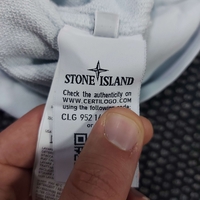 STONE ISLAND
Check the authenticity on
WWW.CERTILOGO.COM
using the following code:
CLG 952